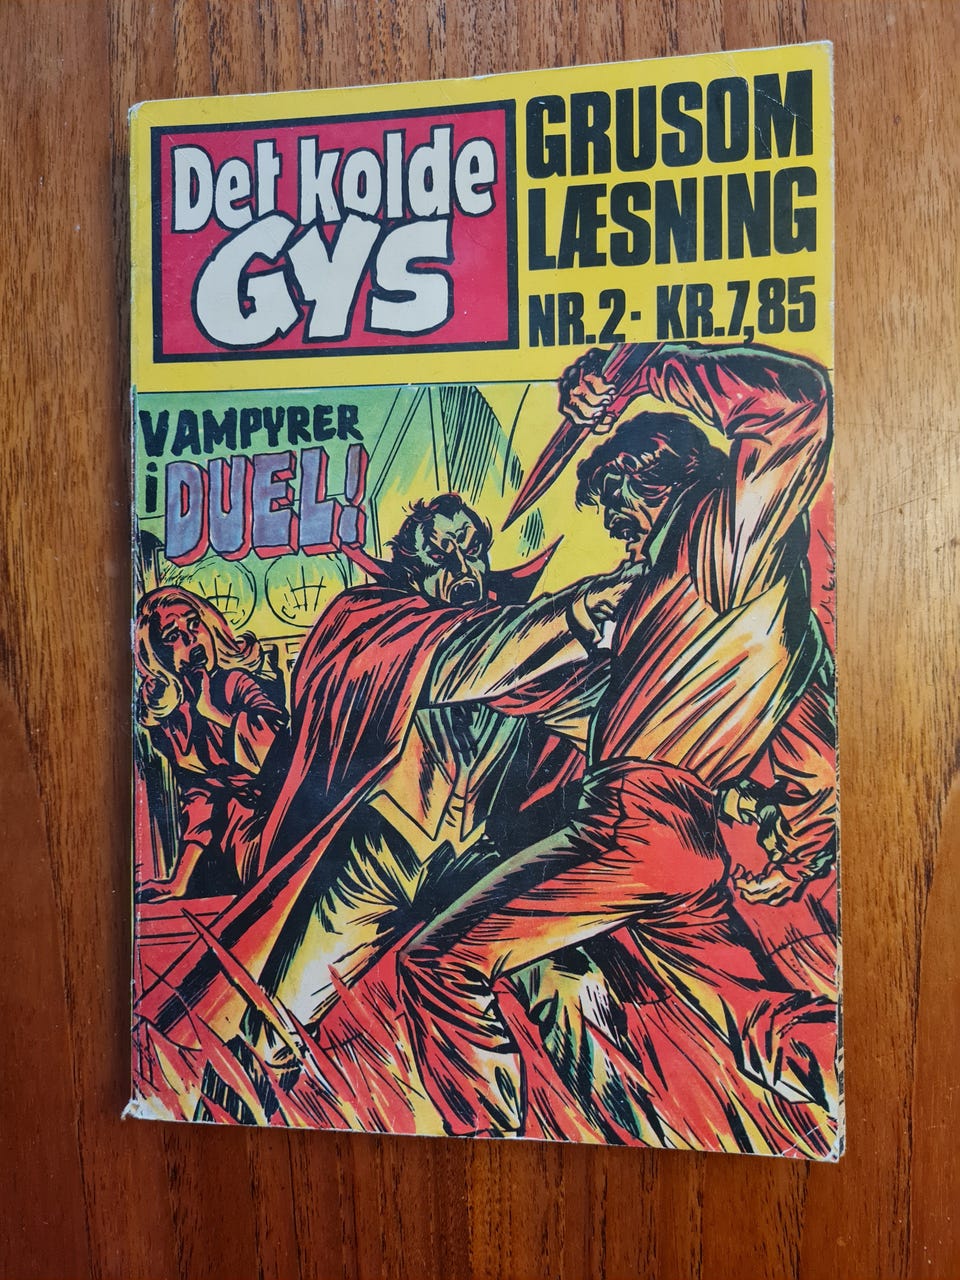 Det kolde
GYS
GRUSOM
LÆSNING
NR.2 · KR.7,85
VAMPYRER
i DUEL!